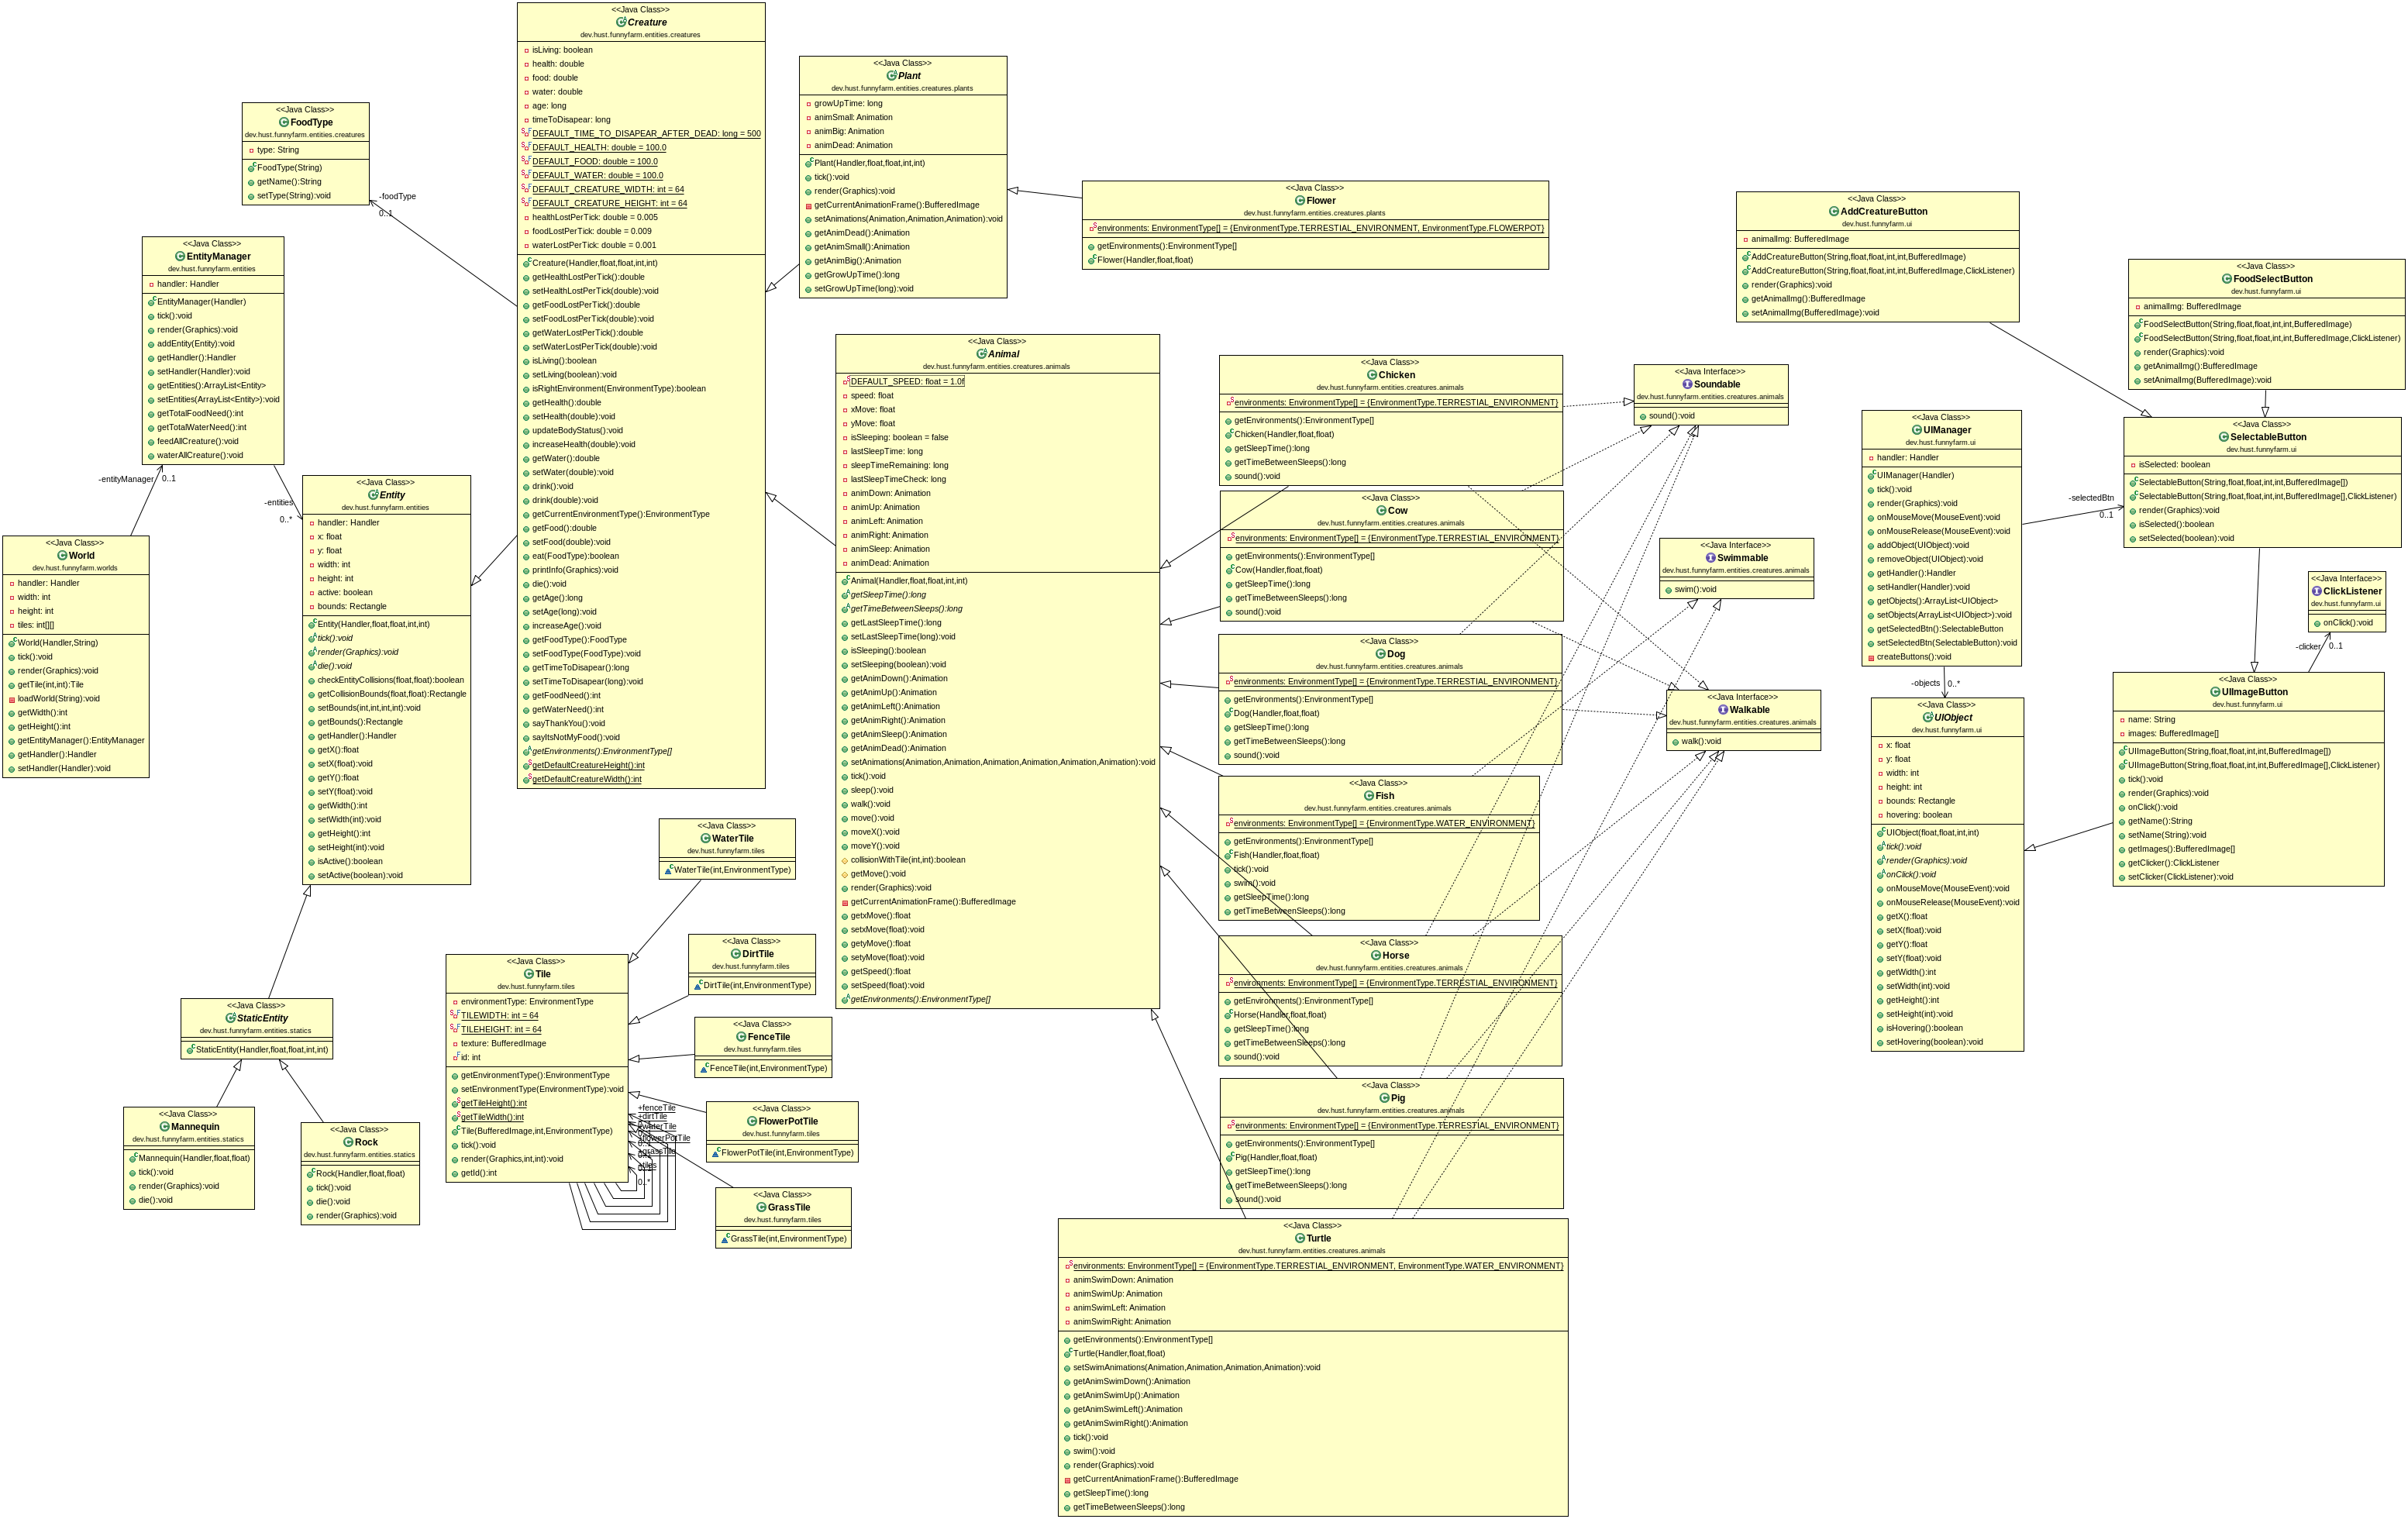 <<Java Class>>
Creature
dev.hust.funnyfarm.entities.creatures
isLiving: boolean
health: double
food: double
water: double
age: long
timeToDisapear: long
DEFAULT_TIME_TO_DISAPEAR_AFTER_DEAD: long = 500
DEFAULT_HEALTH: double = 100.0
DEFAULT_FOOD: double = 100.0
DEFAULT_WATER: double = 100.0
DEFAULT_CREATURE_WIDTH: int = 64
DEFAULT_CREATURE_HEIGHT: int = 64
healthLostPerTick: double = 0.005
foodLostPerTick: double = 0.009
waterLostPerTick: double = 0.001
Creature(Handler,float,float,int,int)
getHealthLostPerTick():double
setHealthLostPerTick(double):void
getFoodLostPerTick():double
setFoodLostPerTick(double):void
getWaterLostPerTick():double
setWaterLostPerTick(double):void
isLiving():boolean
setLiving(boolean):void
isRightEnvironment(EnvironmentType):boolean
getHealth():double
setHealth(double):void
updateBodyStatus():void
increaseHealth(double):void
getWater():double
setWater(double):void
drink():void
drink(double):void
getCurrentEnvironmentType():EnvironmentType
getFood():double
setFood(double):void
eat(FoodType):boolean
printInfo(Graphics):void
die():void
getAge():long
setAge(long):void
increaseAge():void
getFoodType():FoodType
setFoodType(FoodType):void
getTimeToDisapear():long
setTimeToDisapear(long):void
getFoodNeed():int
getWaterNeed():int
sayThankYou():void
sayItsNotMyFood():void
getEnvironments():EnvironmentType[]
getDefaultCreatureHeight():int
getDefaultCreatureWidth():int
<<Java Class>>
Plant
dev.hust.funnyfarm.entities.creatures.plants
growUpTime: long
animSmall: Animation
animBig: Animation
animDead: Animation
Plant(Handler,float,float,int,int)
tick():void
render(Graphics):void
getCurrentAnimationFrame():BufferedImage
setAnimations(Animation,Animation,Animation):void
getAnimDead():Animation
getAnimSmall():Animation
getAnimBig():Animation
getGrowUpTime():long
setGrowUpTime(long):void
<<Java Class>>
FoodType
dev.hust.funnyfarm.entities.creatures
type: String
FoodType(String)
getName():String
setType(String):void
-foodType
0..1
<<Java Class>>
Flower
dev.hust.funnyfarm.entities.creatures.plants
environments: EnvironmentType[] = {EnvironmentType.TERRESTIAL_ENVIRONMENT, EnvironmentType.FLOWERPOT}
getEnvironments():EnvironmentType[]
Flower(Handler,float,float)
<<Java Class>>
AddCreatureButton
dev.hust.funnyfarm.ui
animalImg: BufferedImage
AddCreatureButton(String,float,float,int,int,BufferedImage)
AddCreatureButton(String,float,float,int,int,BufferedImage,ClickListener)
render(Graphics):void
getAnimalImg():BufferedImage
setAnimalImg(BufferedImage):void
<<Java Class>>
FoodSelectButton
dev.hust.funnyfarm.ui
animalImg: BufferedImage
FoodSelectButton(String,float,float,int,int,BufferedImage)
FoodSelectButton(String,float,float,int,int,BufferedImage,ClickListener)
render(Graphics):void
getAnimalImg():BufferedImage
setAnimalImg(BufferedImage):void
<<Java Class>>
EntityManager
dev.hust.funnyfarm.entities
handler: Handler
EntityManager(Handler)
tick():void
render(Graphics):void
addEntity(Entity):void
getHandler():Handler
setHandler(Handler):void
getEntities():ArrayList<Entity>
setEntities(ArrayList<Entity>):void
getTotalFoodNeed():int
getTotalWaterNeed():int
feedAllCreature():void
waterAllCreature():void
-entityManager
0..1
-entities
0..*
<<Java Class>>
Entity
dev.hust.funnyfarm.entities
handler: Handler
x: float
y: float
width: int
height: int
active: boolean
bounds: Rectangle
Entity(Handler,float,float,int,int)
tick():void
render(Graphics):void
die():void
checkEntityCollisions(float,float):boolean
getCollisionBounds(float,float):Rectangle
setBounds(int,int,int,int):void
getBounds():Rectangle
getHandler():Handler
getX():float
setX(float):void
getY():float
setY(float):void
getWidth():int
setWidth(int):void
getHeight():int
setHeight(int):void
isActive():boolean
setActive(boolean):void
<<Java Class>>
World
dev.hust.funnyfarm.worlds
handler: Handler
width: int
height: int
tiles: int[][]
World(Handler,String)
tick():void
render(Graphics):void
getTile(int,int):Tile
loadWorld(String):void
getWidth():int
getHeight():int
getEntityManager():EntityManager
getHandler():Handler
setHandler(Handler):void
<<Java Class>>
Animal
dev.hust.funnyfarm.entities.creatures.animals
DEFAULT_SPEED: float = 1.0f
speed: float
xMove: float
yMove: float
isSleeping: boolean = false
lastSleepTime: long
sleepTimeRemaining: long
lastSleepTimeCheck: long
animDown: Animation
animUp: Animation
animLeft: Animation
animRight: Animation
animSleep: Animation
animDead: Animation
Animal(Handler,float,float,int,int)
getSleepTime():long
getTimeBetweenSleeps():long
getLastSleepTime():long
setLastSleepTime(long):void
isSleeping():boolean
setSleeping(boolean):void
getAnimDown():Animation
getAnimUp():Animation
getAnimLeft():Animation
getAnimRight():Animation
getAnimSleep():Animation
getAnimDead():Animation
setAnimations(Animation,Animation,Animation,Animation,Animation,Animation):void
tick():void
sleep():void
walk():void
move():void
moveX():void
moveY():void
collisionWithTile(int,int):boolean
getMove():void
render(Graphics):void
getCurrentAnimationFrame():BufferedImage
getxMove():float
setxMove(float):void
getyMove():float
setyMove(float):void
getSpeed():float
setSpeed(float):void
getEnvironments():EnvironmentType[]
<<Java Class>>
Chicken
dev.hust.funnyfarm.entities.creatures.animals
environments: EnvironmentType[] = {EnvironmentType.TERRESTIAL_ENVIRONMENT}
getEnvironments():EnvironmentType[]
Chicken(Handler,float,float)
getSleepTime():long
getTimeBetweenSleeps():long
sound():void
<<Java Class>>
Cow
dev.hust.funnyfarm.entities.creatures.animals
environments: EnvironmentType[] = {EnvironmentType.TERRESTIAL_ENVIRONMENT}
getEnvironments():EnvironmentType[]
Cow(Handler,float,float)
getSleepTime():long
getTimeBetweenSleeps():long
sound():void
<<Java Class>>
Dog
dev.hust.funnyfarm.entities.creatures.animals
environments: EnvironmentType[] = {EnvironmentType.TERRESTIAL_ENVIRONMENT}
getEnvironments():EnvironmentType[]
Dog(Handler,float,float)
getSleepTime():long
getTimeBetweenSleeps():long
sound():void
<<Java Class>>
Fish
dev.hust.funnyfarm.entities.creatures.animals
environments: EnvironmentType[] = {EnvironmentType.WATER_ENVIRONMENT}
getEnvironments():EnvironmentType[]
Fish(Handler,float,float)
tick():void
swim():void
getSleepTime():long
getTimeBetweenSleeps():long
<<Java Class>>
Horse
dev.hust.funnyfarm.entities.creatures.animals
environments: EnvironmentType[] = {EnvironmentType.TERRESTIAL_ENVIRONMENT}
getEnvironments():EnvironmentType[]
Horse(Handler,float,float)
getSleepTime():long
getTimeBetweenSleeps():long
sound():void
<<Java Class>>
Pig
dev.hust.funnyfarm.entities.creatures.animals
environments: EnvironmentType[] = {EnvironmentType.TERRESTIAL_ENVIRONMENT}
getEnvironments():EnvironmentType[]
Pig(Handler,float,float)
getSleepTime():long
getTimeBetweenSleeps():long
sound():void
<<Java Class>>
Turtle
dev.hust.funnyfarm.entities.creatures.animals
environments: EnvironmentType[] = {EnvironmentType.TERRESTIAL_ENVIRONMENT, EnvironmentType.WATER_ENVIRONMENT}
animSwimDown: Animation
animSwimUp: Animation
animSwimLeft: Animation
animSwimRight: Animation
getEnvironments():EnvironmentType[]
Turtle(Handler,float,float)
setSwimAnimations(Animation,Animation,Animation,Animation):void
getAnimSwimDown():Animation
getAnimSwimUp():Animation
getAnimSwimLeft():Animation
getAnimSwimRight():Animation
tick():void
swim():void
render(Graphics):void
getCurrentAnimationFrame():BufferedImage
getSleepTime():long
getTimeBetweenSleeps():long
<<Java Interface>>
Soundable
dev.hust.funnyfarm.entities.creatures.animals
sound():void
<<Java Interface>>
Swimmable
dev.hust.funnyfarm.entities.creatures.animals
swim():void
<<Java Interface>>
Walkable
dev.hust.funnyfarm.entities.creatures.animals
walk():void
<<Java Class>>
UIManager
dev.hust.funnyfarm.ui
handler: Handler
UIManager(Handler)
tick():void
render(Graphics):void
onMouseMove(MouseEvent):void
onMouseRelease(MouseEvent):void
addObject(UIObject):void
removeObject(UIObject):void
getHandler():Handler
setHandler(Handler):void
getObjects():ArrayList<UIObject>
setObjects(ArrayList<UIObject>):void
getSelectedBtn():SelectableButton
setSelectedBtn(SelectableButton):void
createButtons():void
-selectedBtn
0..1
-objects
0..*
<<Java Class>>
SelectableButton
dev.hust.funnyfarm.ui
isSelected: boolean
SelectableButton(String,float,float,int,int,BufferedImage[])
SelectableButton(String,float,float,int,int,BufferedImage[],ClickListener)
render(Graphics):void
isSelected():boolean
setSelected(boolean):void
<<Java Interface>>
ClickListener
dev.hust.funnyfarm.ui
onClick():void
-clicker
0..1
<<Java Class>>
UIImageButton
dev.hust.funnyfarm.ui
name: String
images: BufferedImage[]
UIImageButton(String,float,float,int,int,BufferedImage[])
UIImageButton(String,float,float,int,int,BufferedImage[],ClickListener)
tick():void
render(Graphics):void
onClick():void
getName():String
setName(String):void
getImages():BufferedImage[]
getClicker():ClickListener
setClicker(ClickListener):void
<<Java Class>>
UIObject
dev.hust.funnyfarm.ui
x: float
y: float
width: int
height: int
bounds: Rectangle
hovering: boolean
UIObject(float,float,int,int)
tick():void
render(Graphics):void
onClick():void
onMouseMove(MouseEvent):void
onMouseRelease(MouseEvent):void
getX():float
setX(float):void
getY():float
setY(float):void
getWidth():int
setWidth(int):void
getHeight():int
setHeight(int):void
isHovering():boolean
setHovering(boolean):void
<<Java Class>>
WaterTile
dev.hust.funnyfarm.tiles
WaterTile(int,EnvironmentType)
<<Java Class>>
DirtTile
dev.hust.funnyfarm.tiles
DirtTile(int,EnvironmentType)
<<Java Class>>
Tile
dev.hust.funnyfarm.tiles
environmentType: EnvironmentType
TILEWIDTH: int = 64
TILEHEIGHT: int = 64
texture: BufferedImage
id: int
getEnvironmentType():EnvironmentType
setEnvironmentType(EnvironmentType):void
getTileHeight():int
getTileWidth():int
Tile(BufferedImage,int,EnvironmentType)
tick():void
render(Graphics,int,int):void
getId():int
+fenceTile
+dirtTile
+flowerPotTile
+grassTile
0..*
<<Java Class>>
FenceTile
dev.hust.funnyfarm.tiles
FenceTile(int,EnvironmentType)
<<Java Class>>
FlowerPotTile
dev.hust.funnyfarm.tiles
FlowerPotTile(int,EnvironmentType)
<<Java Class>>
GrassTile
dev.hust.funnyfarm.tiles
GrassTile(int,EnvironmentType)
<<Java Class>>
StaticEntity
dev.hust.funnyfarm.entities.statics
StaticEntity(Handler,float,float,int,int)
<<Java Class>>
Mannequin
dev.hust.funnyfarm.entities.statics
Mannequin(Handler,float,float)
tick():void
render(Graphics):void
die():void
<<Java Class>>
Rock
dev.hust.funnyfarm.entities.statics
Rock(Handler,float,float)
tick():void
die():void
render(Graphics):void